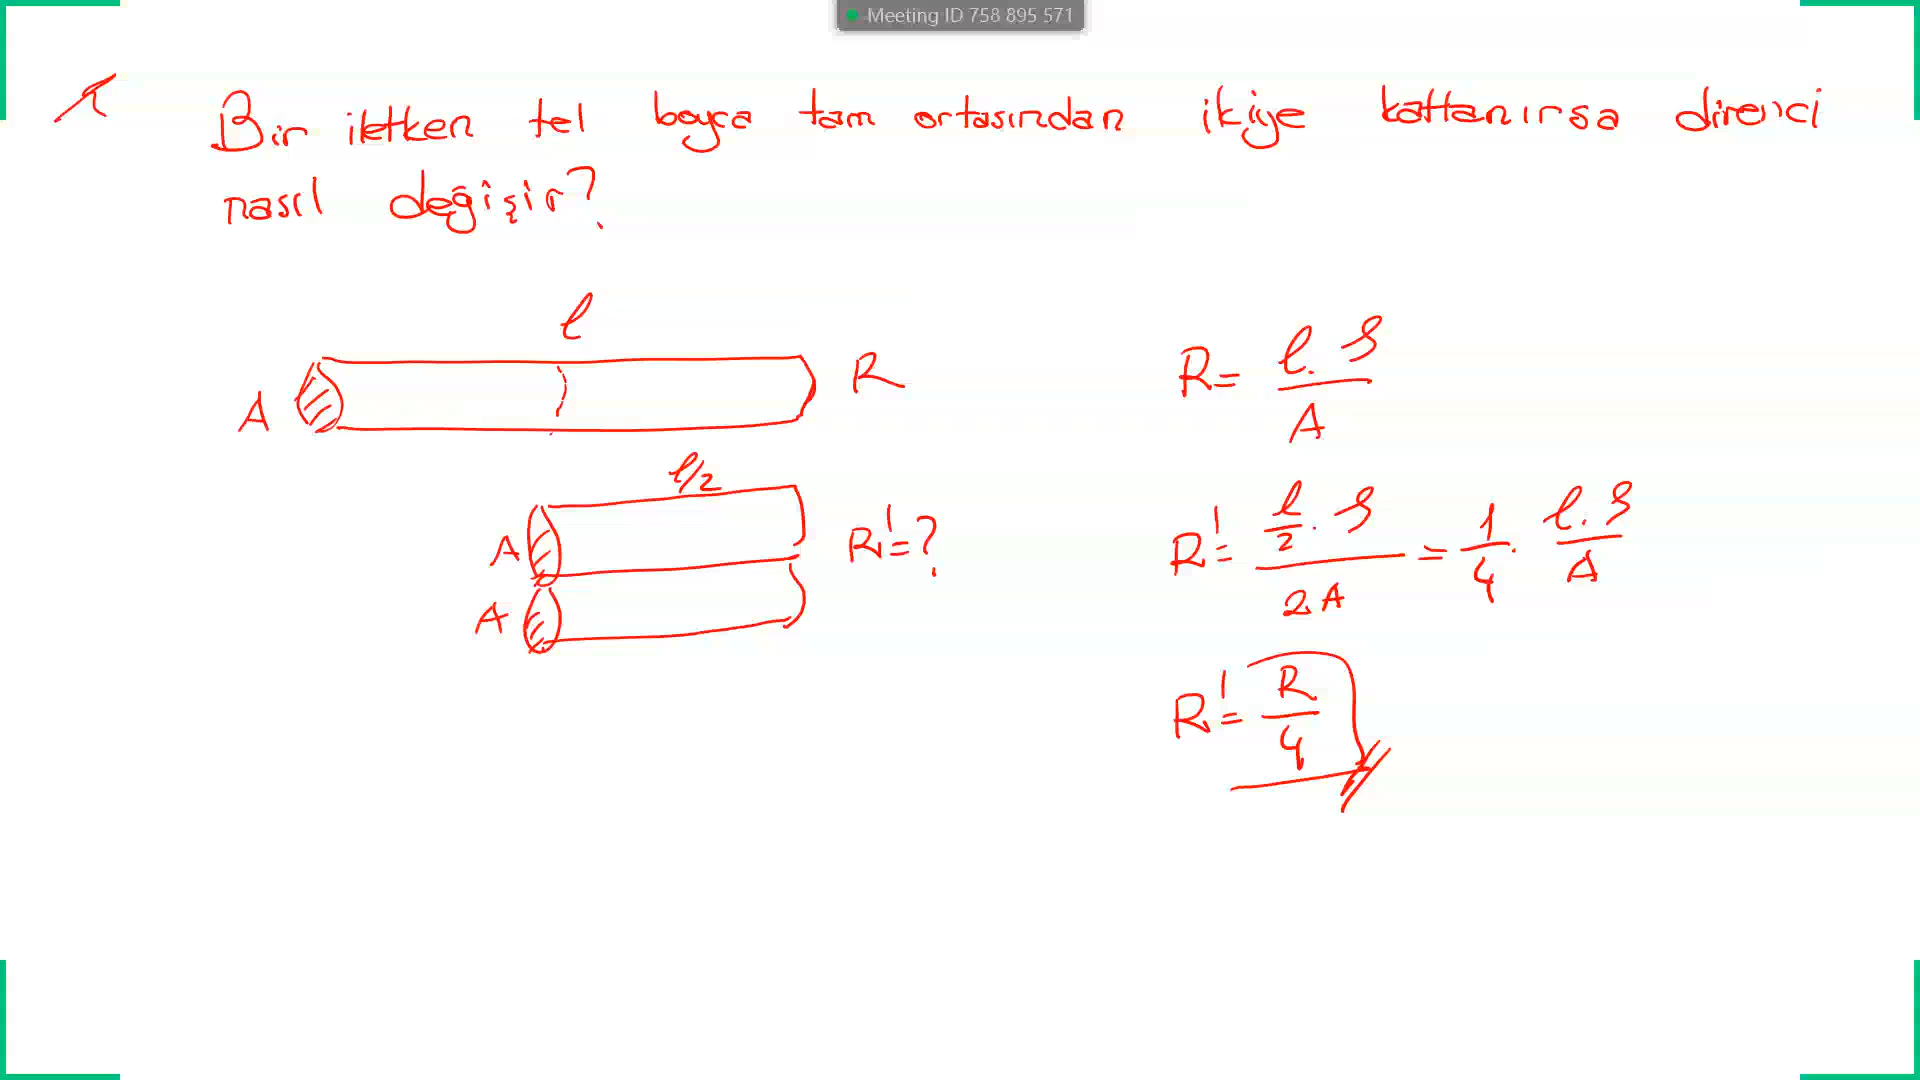 Meeting ID 758 895 571
Bir iletken tel boyca tam ortasından ikiye katlanırsa direnci
nasıl değişir?
l
A R
R = l.ρ / A
l/2
A R' = ?
A
R' = (l/2 . ρ) / 2A = 1/4 . l.ρ / A
R' = R/4